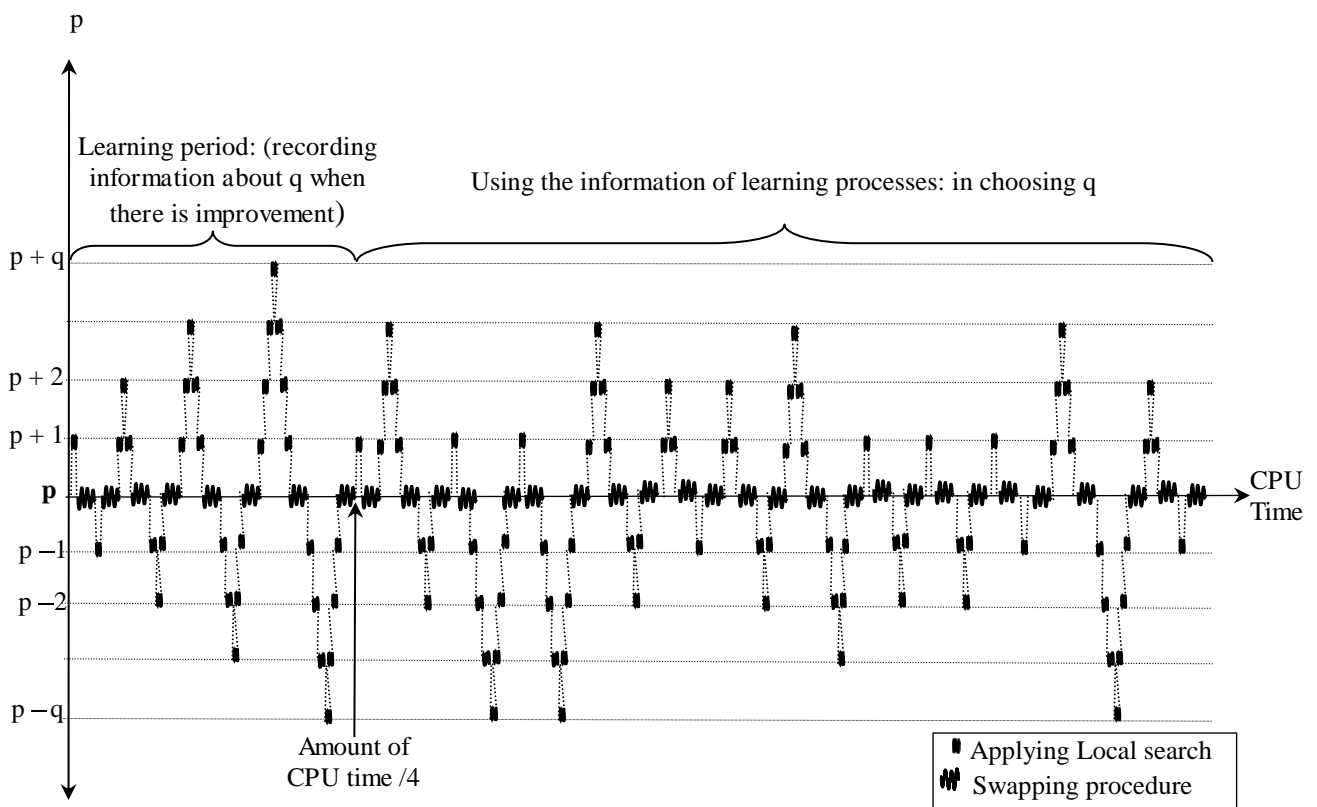 p
Learning period: (recording
information about q when
there is improvement)
Using the information of learning processes: in choosing q
p + q
p + 2
p + 1
p
CPU
Time
p −1
p −2
p −q
Amount of
CPU time /4
Applying Local search
Swapping procedure